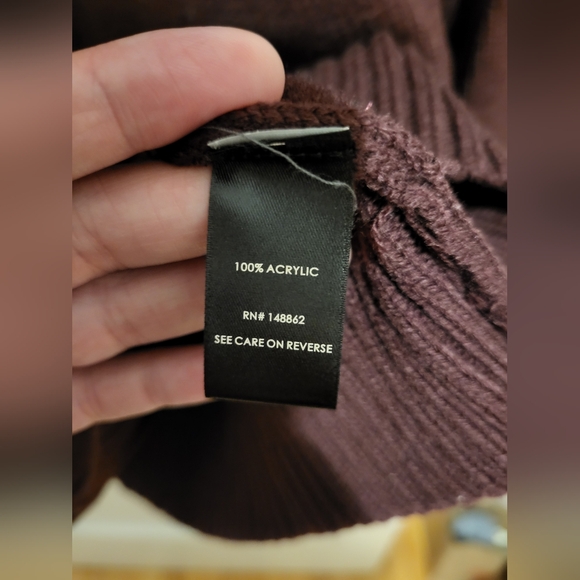 100% ACRYLIC
RN# 148862
SEE CARE ON REVERSE